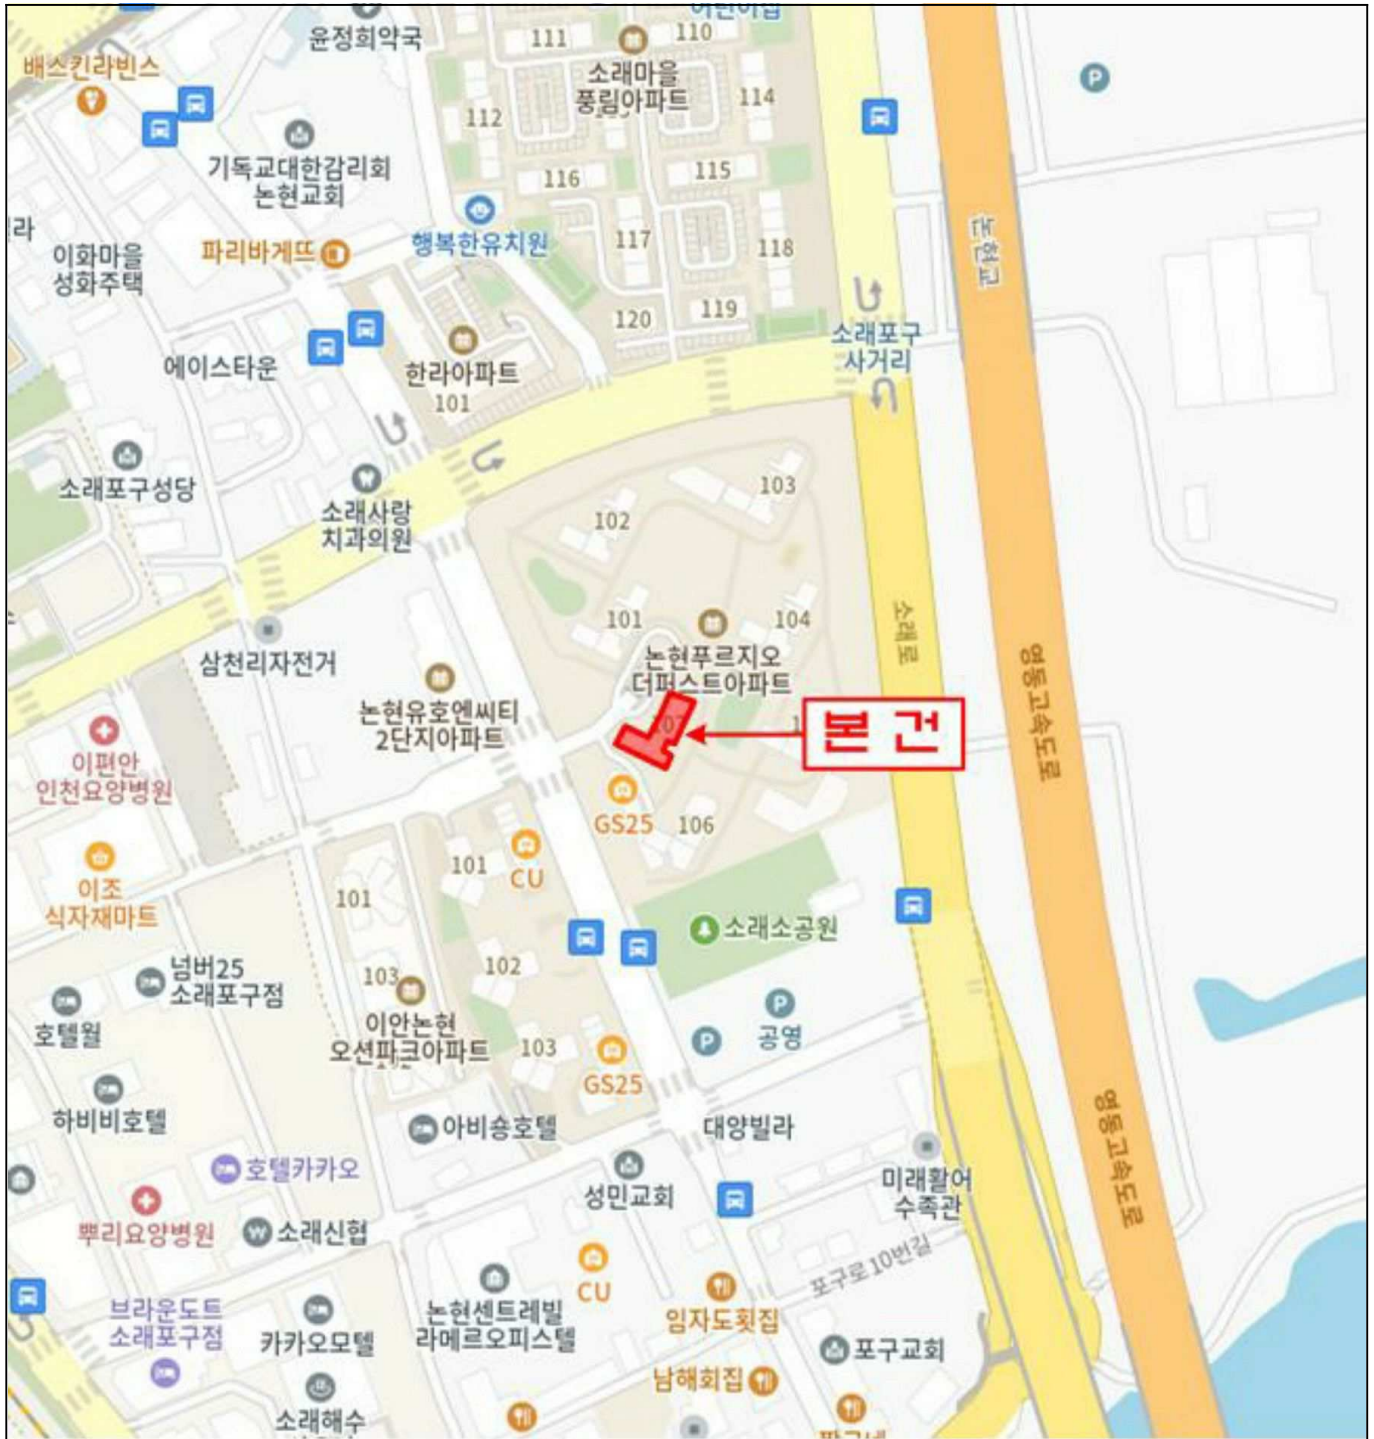 어린이집
윤정희약국
111
110
배스킨라빈스
소래마을
풍림아파트
112
114
기독교대한감리회
논현교회
116
115
라
이화마을
성화주택
파리바게뜨
행복한유치원
117
118
논현교
120
119
에이스타운
한라아파트
101
소래포구
사거리
소래포구성당
소래사랑
치과의원
103
102
101
104
소래로
삼천리자전거
논현푸르지오
더퍼스트아파트
영동고속도로
논현유호엔씨티
2단지아파트
107
본 건
이편안
인천요양병원
GS25
106
이조
식자재마트
101
CU
101
소래소공원
넘버25
소래포구점
102
103
호텔월
이안논현
오션파크아파트
103
공영
GS25
하비비호텔
아비숑호텔
대양빌라
영동고속도로
호텔카카오
성민교회
미래활어
수족관
뿌리요양병원
소래신협
CU
포구로10번길
브라운도트
소래포구점
카카오모텔
논현센트레빌
라메르오피스텔
임자도횟집
포구교회
남해회집
소래해수